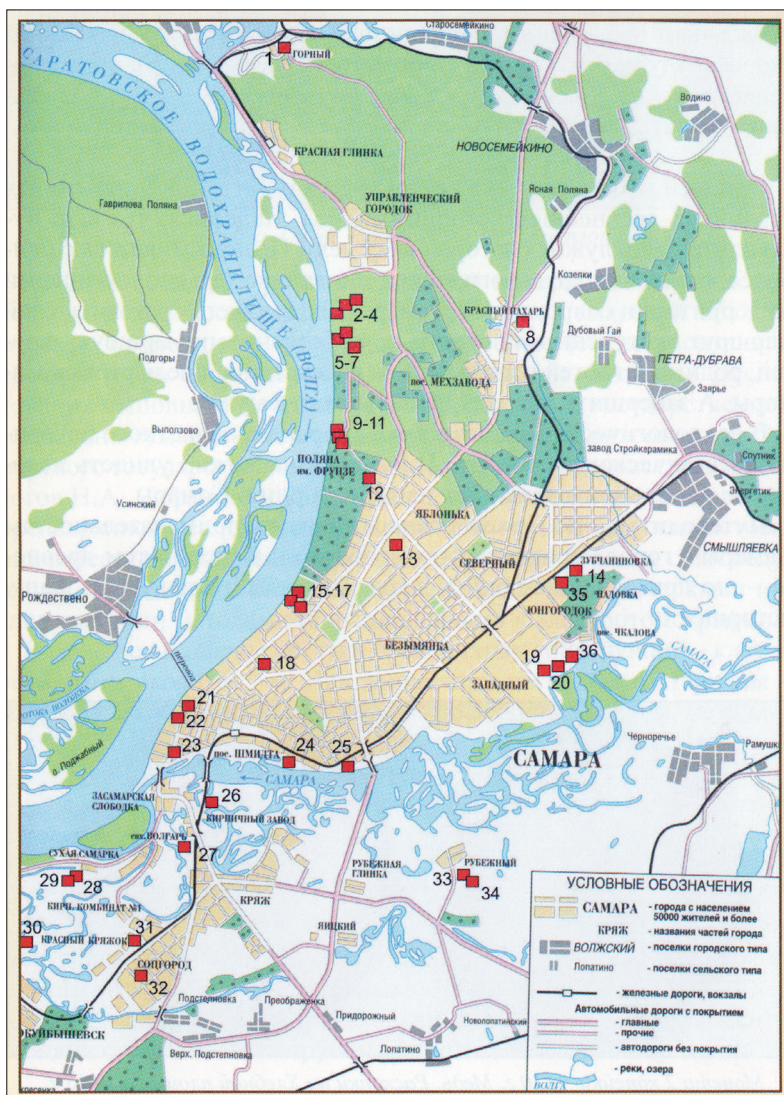 Старосемейкино
1
ГОРНЫЙ
САРАТОВСКОЕ ВОДОХРАНИЛИЩЕ (ВОЛГА)
Водино
КРАСНАЯ ГЛИНКА
НОВОСЕМЕЙКИНО
Ясная Поляна
УПРАВЛЕНЧЕСКИЙ
ГОРОДОК
Гаврилова Поляна
Козелки
2-4
КРАСНЫЙ ПАХАРЬ
8
Дубовый Гай
Подгоры
5-7
ПЕТРА-ДУБРАВА
пос. МЕХЗАВОДА
Заярье
Выползово
9-11
ПОЛЯНА
им. ФРУНЗЕ
завод Стройкерамика
Спутник
12
Энергетик
Усинский
ЯБЛОНЬКА
13
СЕВЕРНЫЙ
СМЫШЛЯЕВКА
ЗУБЧАНИНОВКА
14
35
ПАДОВКА
Рождествено
15-17
ЮНГОРОДОК
пос. ЧКАЛОВА
БЕЗЫМЯНКА
САМАРА
перевоз
18
19
36
20
ЗАПАДНЫЙ
21
22
о. Поджабный
23
пос. ШМИДТА
24
25
САМАРА
Черноречье
Рамушки
САМАРА
ЗАСАМАРСКАЯ
СЛОБОДКА
26
КИРПИЧНЫЙ ЗАВОД
27
СУХАЯ САМАРКА
29
28
РУБЕЖНАЯ
ГЛИНКА
РУБЕЖНЫЙ
33
34
КИРП. КОМБИНАТ №1
КРЯЖ
30
КРАСНЫЙ КРЯЖОК
31
ЯИЦКИЙ
СОЦГОРОД
32
Подстепновка
Преображенка
Придорожный
Новолопатинский
Лопатино
Верх. Подстепновка
ОКУЙБЫШЕВСК
УСЛОВНЫЕ ОБОЗНАЧЕНИЯ
САМАРА - города с населением
50000 жителей и более
КРЯЖ - названия частей города
ВОЛЖСКИЙ - поселки городского типа
Лопатино - поселки сельского типа
- железные дороги, вокзалы
Автомобильные дороги с покрытием
- главные
- прочие
- автодороги без покрытия
ВОЛГА - реки, озера